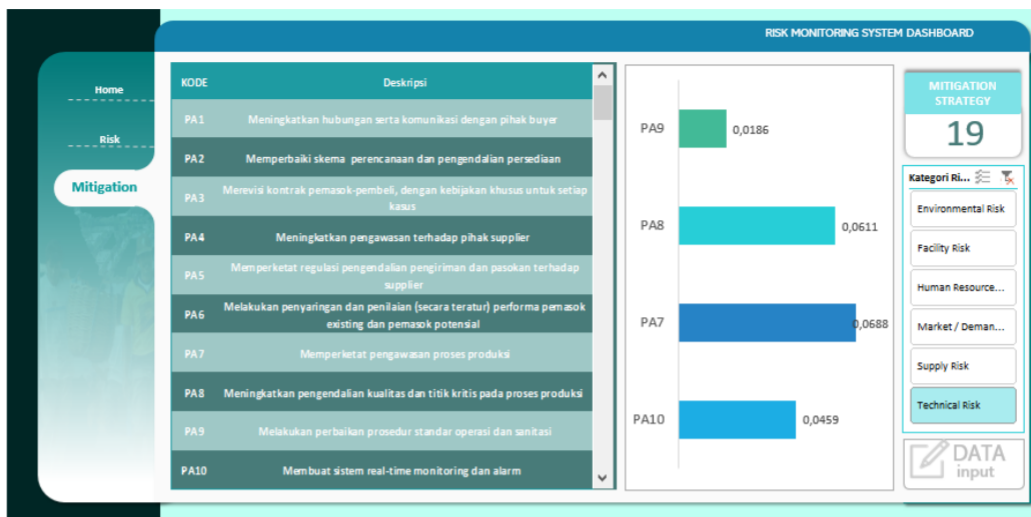 RISK MONITORING SYSTEM DASHBOARD
Home
Risk
Mitigation
KODE Deskripsi
PA1 Meningkatkan hubungan serta komunikasi dengan pihak buyer
PA2 Memperbaiki skema perencanaan dan pengendalian persediaan
PA3 Merevisi kontrak pemasok-pembeli, dengan kebijakan khusus untuk setiap
kasus
PA4 Meningkatkan pengawasan terhadap pihak supplier
PA5 Memperketat regulasi pengendalian pengiriman dan pasokan terhadap
supplier
PA6 Melakukan penyaringan dan penilaian (secara teratur) performa pemasok
existing dan pemasok potensial
PA7 Memperketat pengawasan proses produksi
PA8 Meningkatkan pengendalian kualitas dan titik kritis pada proses produksi
PA9 Melakukan perbaikan prosedur standar operasi dan sanitasi
PA10 Membuat sistem real-time monitoring dan alarm
PA9 0,0186
PA8 0,0611
PA7 0,0688
PA10 0,0459
MITIGATION
STRATEGY
19
Kategori Ri...
Environmental Risk
Facility Risk
Human Resource...
Market / Deman...
Supply Risk
Technical Risk
DATA
input